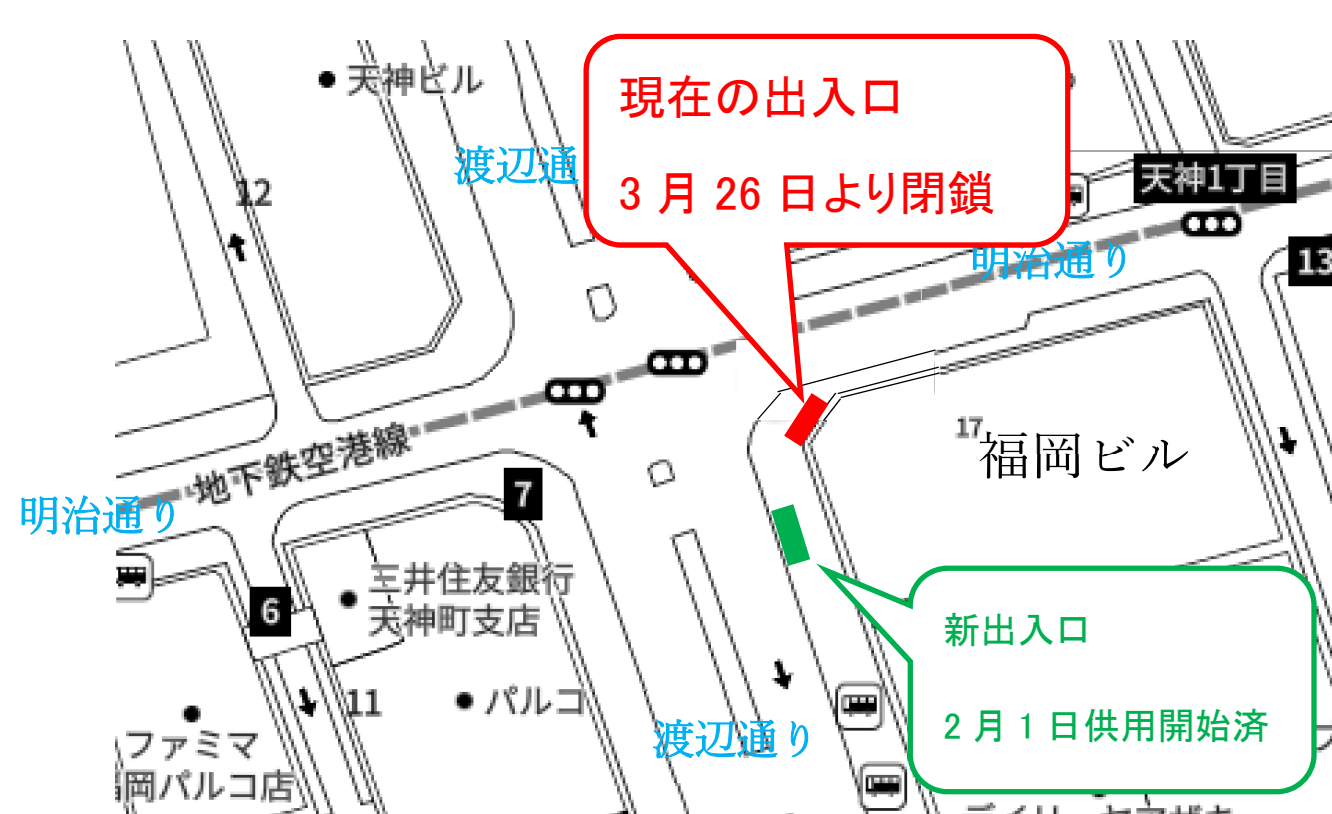 天神ビル
現在の出入口
3 月 26 日より閉鎖
渡辺通
12
天神1丁目
明治通り
13
地下鉄空港線
17
福岡ビル
明治通り
7
三井住友銀行
天神町支店
6
新出入口
2 月 1 日供用開始済
11
パルコ
渡辺通り
ファミマ
岡パルコ店